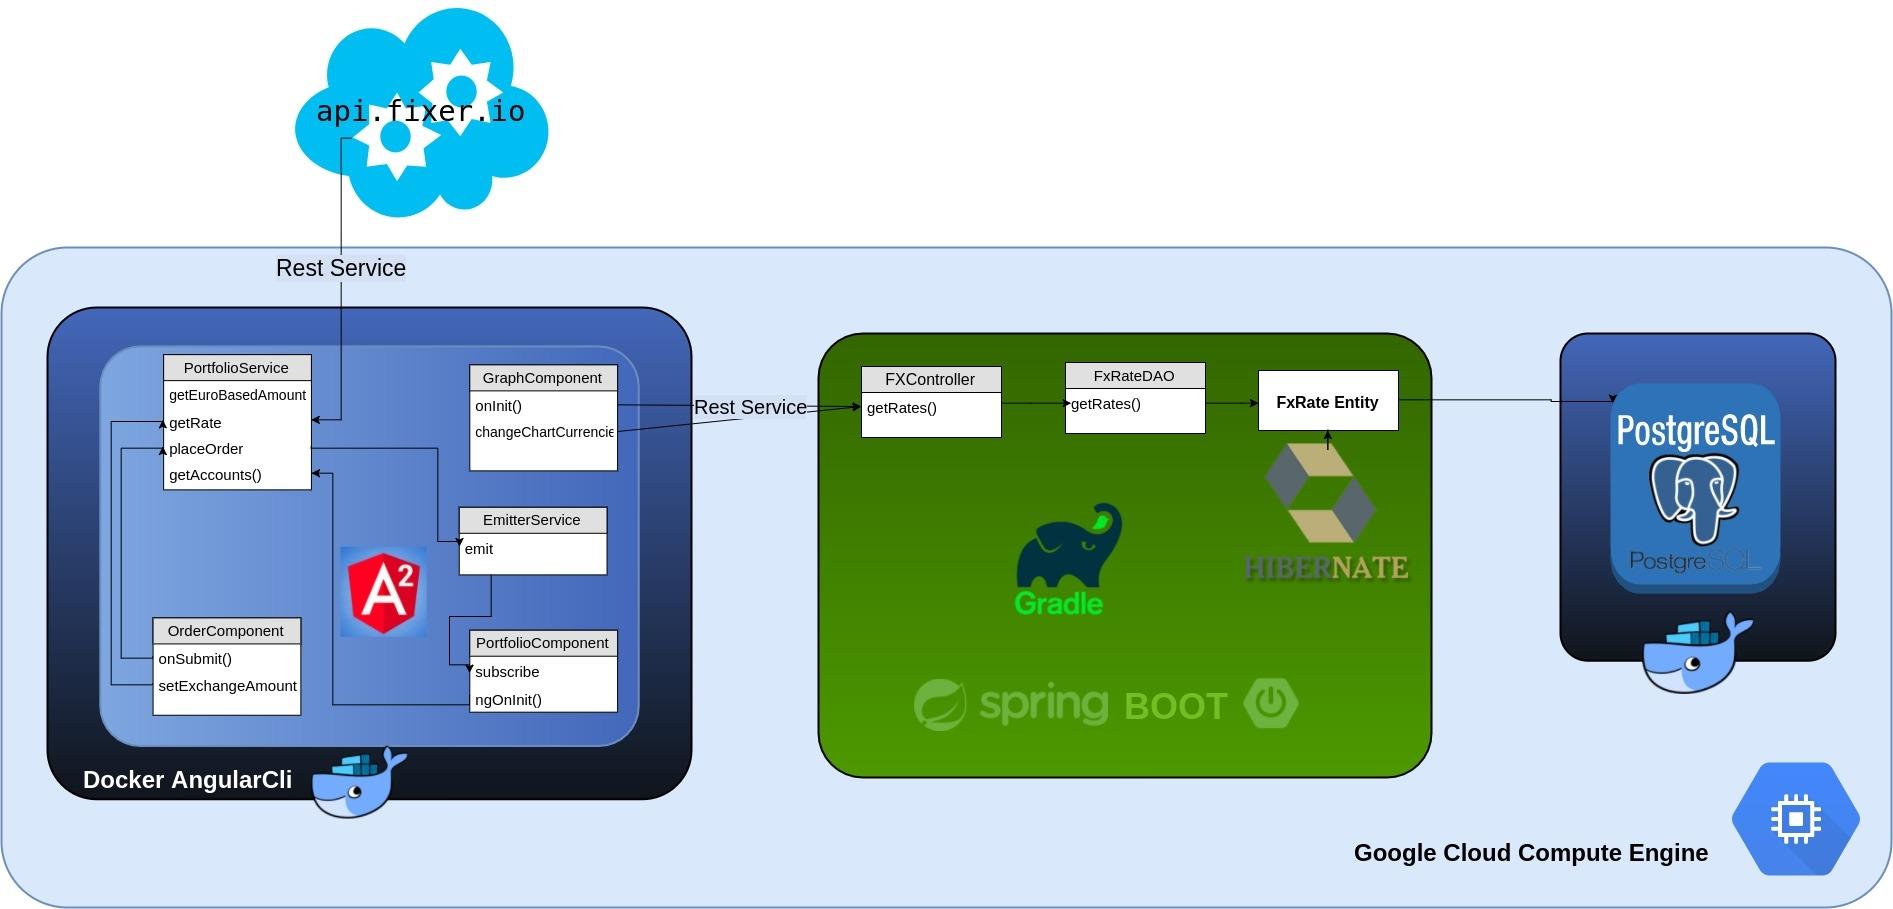 api.fixer.io
Rest Service
PortfolioService
getEuroBasedAmount
getRate
placeOrder
getAccounts()
GraphComponent
onInit()
changeChartCurrencie
EmitterService
emit
OrderComponent
onSubmit()
setExchangeAmount
PortfolioComponent
subscribe
ngOnInit()
A2
Docker AngularCli
Rest Service
FXController
getRates()
FxRateDAO
getRates()
FxRate Entity
HIBERNATE
Gradle
spring BOOT
PostgreSQL
PostgreSQL
Google Cloud Compute Engine